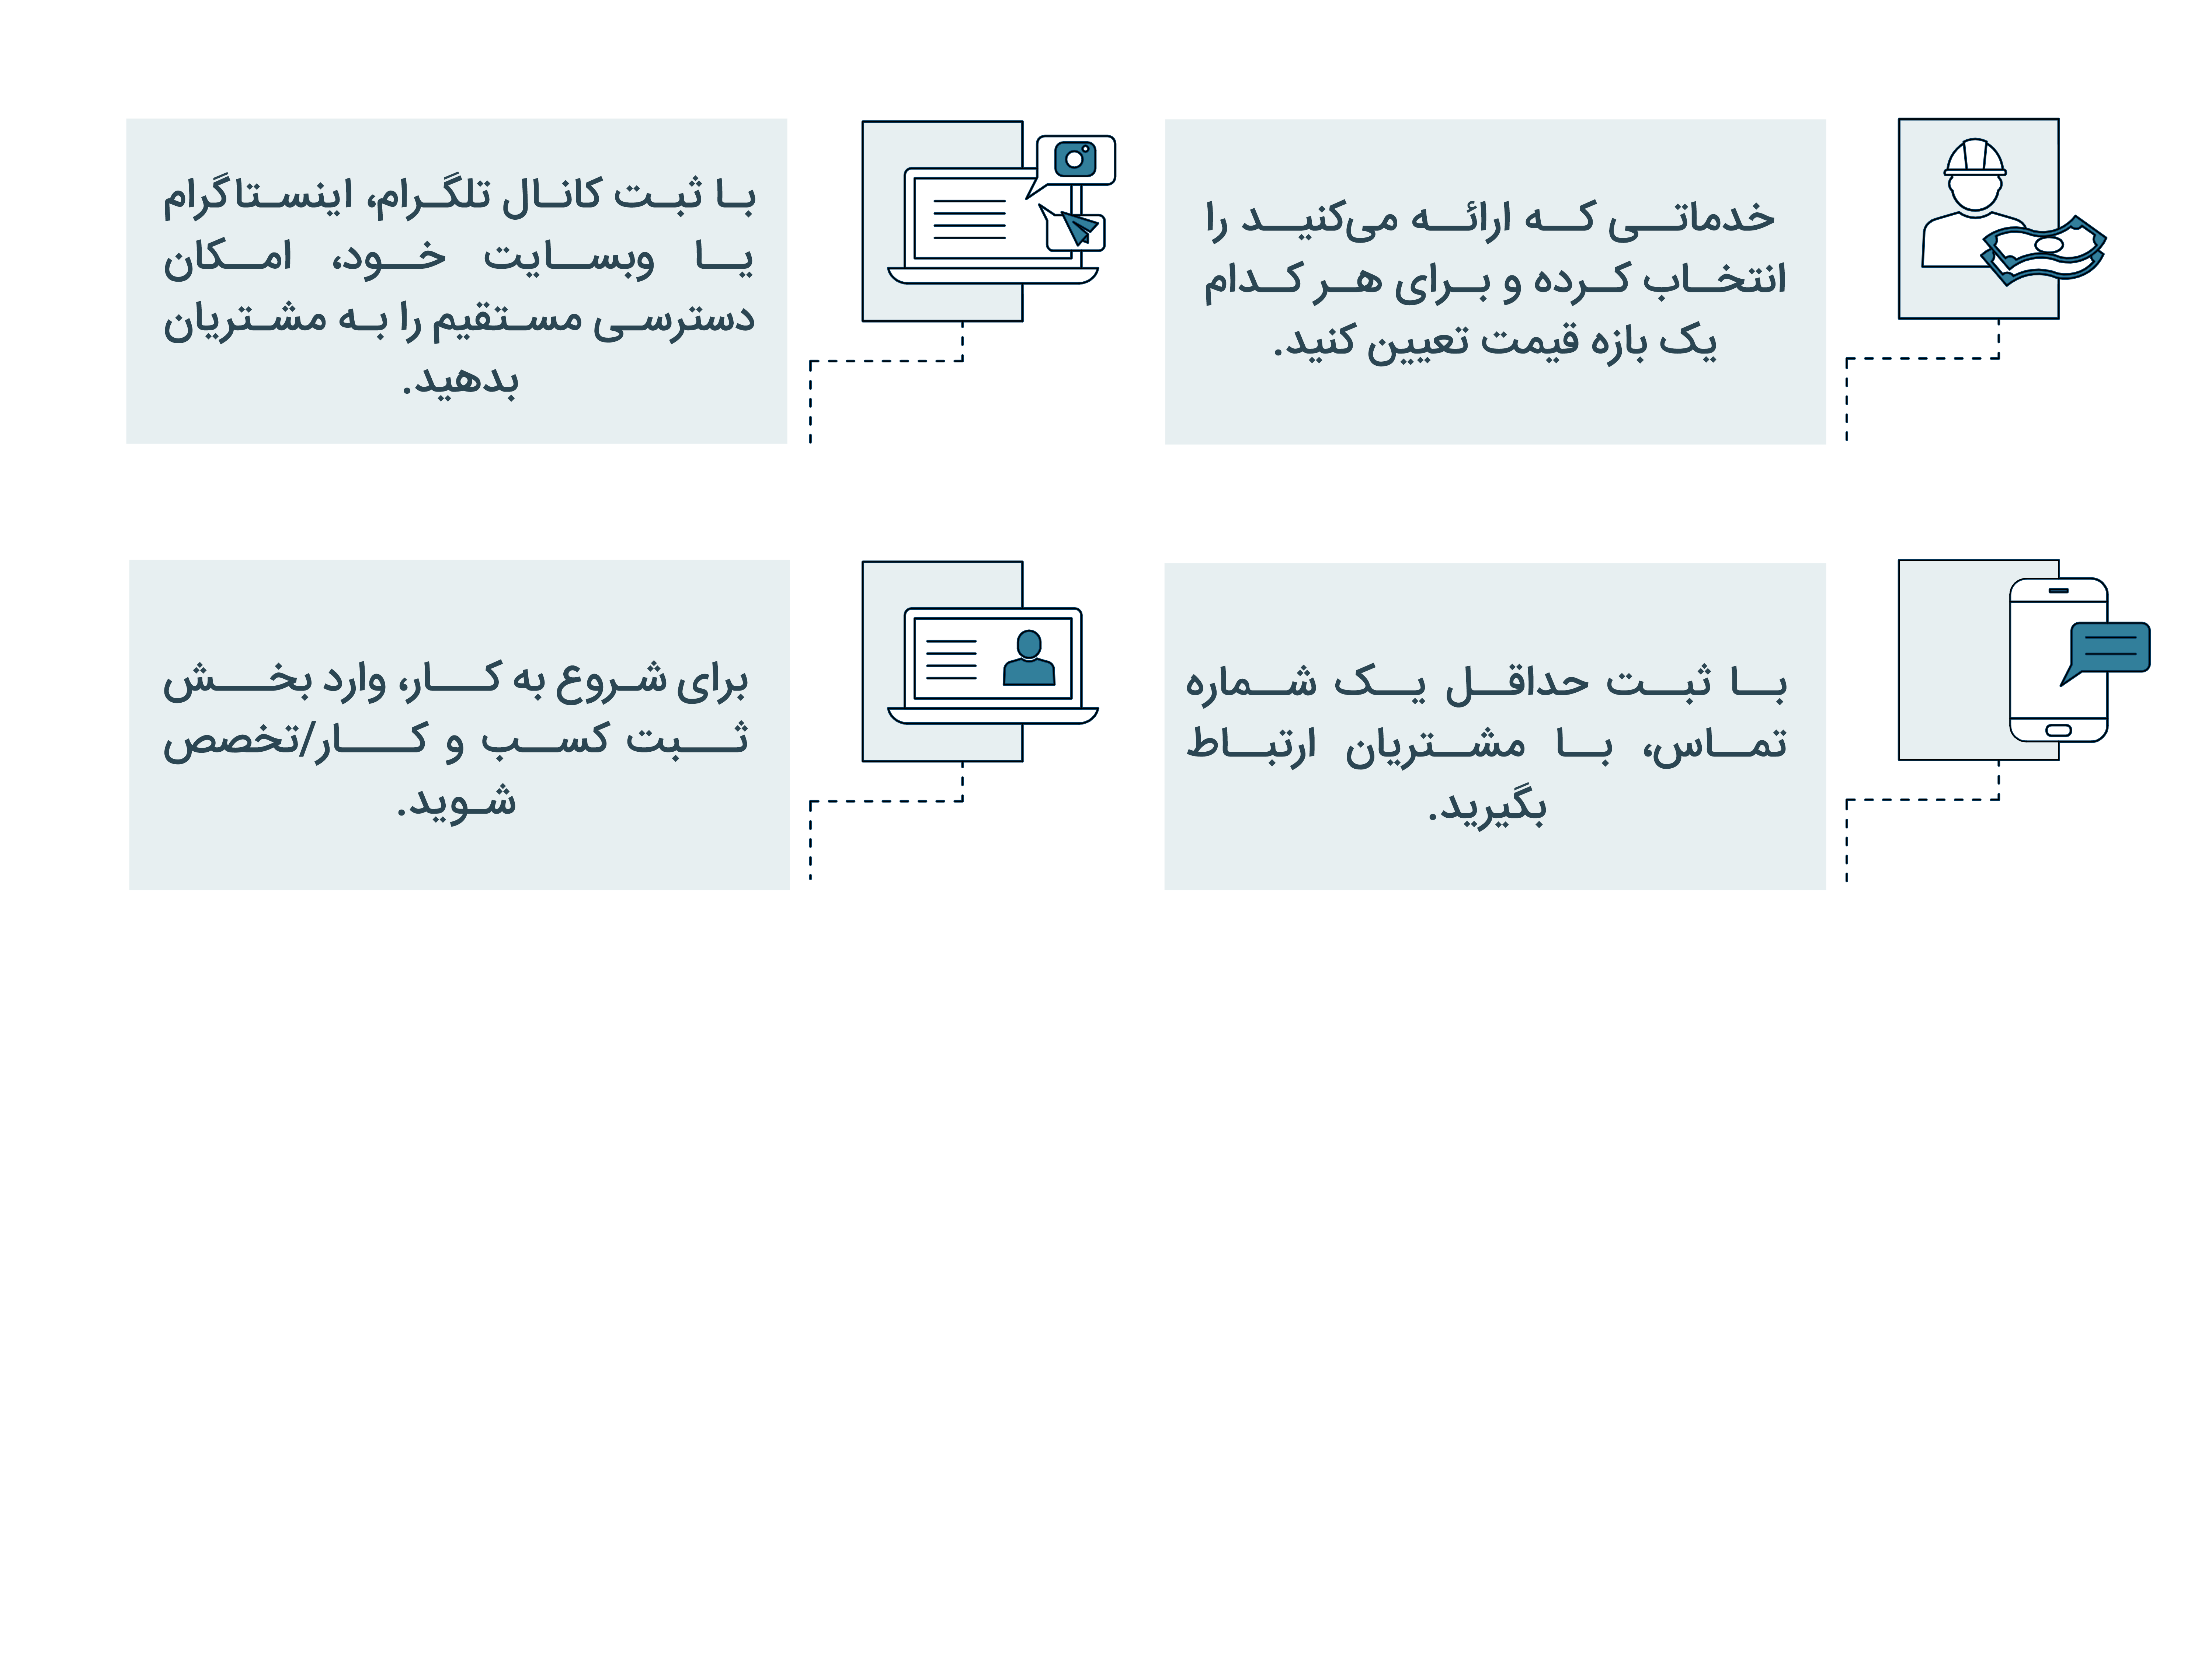 خدماتی که ارائه می‌کنید را
انتخاب کرده و برای هر کدام
یک بازه قیمت تعیین کنید.
با ثبت کانال تلگرام، اینستاگرام
یا وبسایت خود، امکان
دسترسی مستقیم را به مشتریان
بدهید.
با ثبت حداقل یک شماره
تماس، با مشتریان ارتباط
بگیرید.
برای شروع به کار، وارد بخش
ثبت کسب و کار/تخصص
شوید.